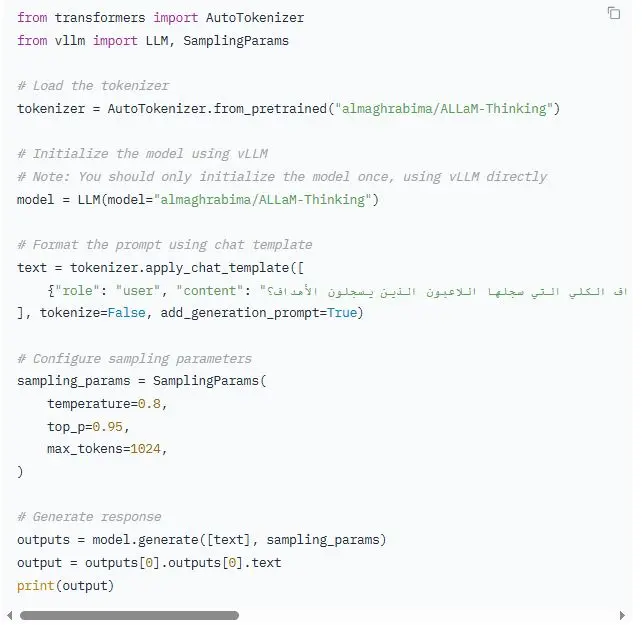 from transformers import AutoTokenizer
from vllm import LLM, SamplingParams
# Load the tokenizer
tokenizer = AutoTokenizer.from_pretrained("almaghrabima/ALLaM-Thinking")
# Initialize the model using vLLM
# Note: You should only initialize the model once, using vLLM directly
model = LLM(model="almaghrabima/ALLaM-Thinking")
# Format the prompt using chat template
text = tokenizer.apply_chat_template([
    {"role": "user", "content": "الكلي التي سجلها اللاعبون الذين يسجلون الأهداف؟
], tokenize=False, add_generation_prompt=True)
# Configure sampling parameters
sampling_params = SamplingParams(
    temperature=0.8,
    top_p=0.95,
    max_tokens=1024,
)
# Generate response
outputs = model.generate([text], sampling_params)
output = outputs[0].outputs[0].text
print(output)